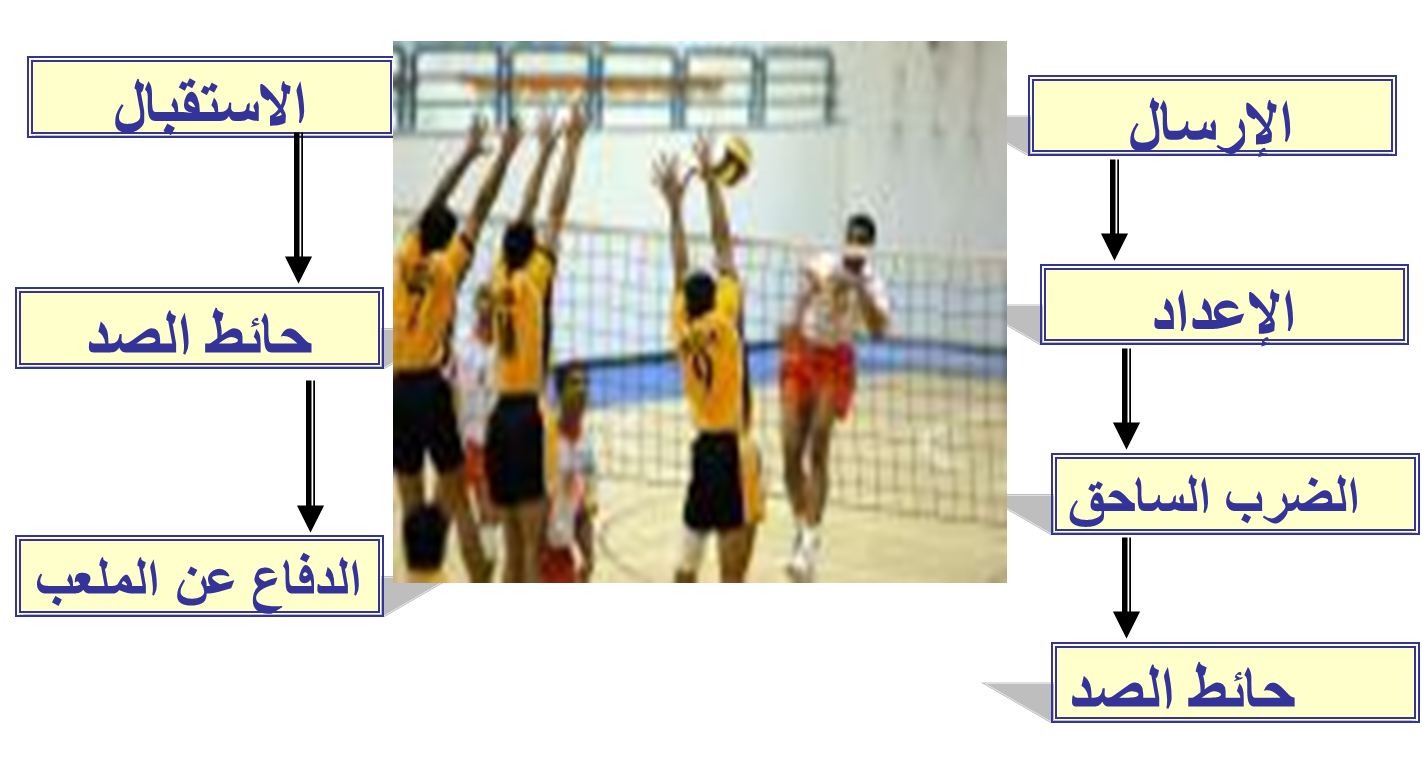 الإرسال
الإعداد
الضرب الساحق
حائط الصد
الاستقبال
حائط الصد
الدفاع عن الملعب